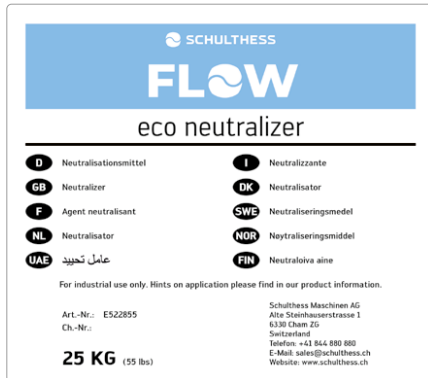 SCHULTHESS
FLOW
eco neutralizer
D Neutralisationsmittel
I Neutralizzante
GB Neutralizer
DK Neutralisator
F Agent neutralisant
SWE Neutraliseringsmedel
NL Neutralisator
NOR Nøytraliseringsmiddel
UAE عامل تحييد
FIN Neutraloiva aine
For industrial use only. Hints on application please find in our product information.
Art.-Nr.: E522855
Ch.-Nr.:
25 KG (55 lbs)
Schulthess Maschinen AG
Alte Steinhauserstrasse 1
6330 Cham ZG
Switzerland
Telefon: +41 844 880 880
E-Mail: sales@schulthess.ch
Website: www.schulthess.ch